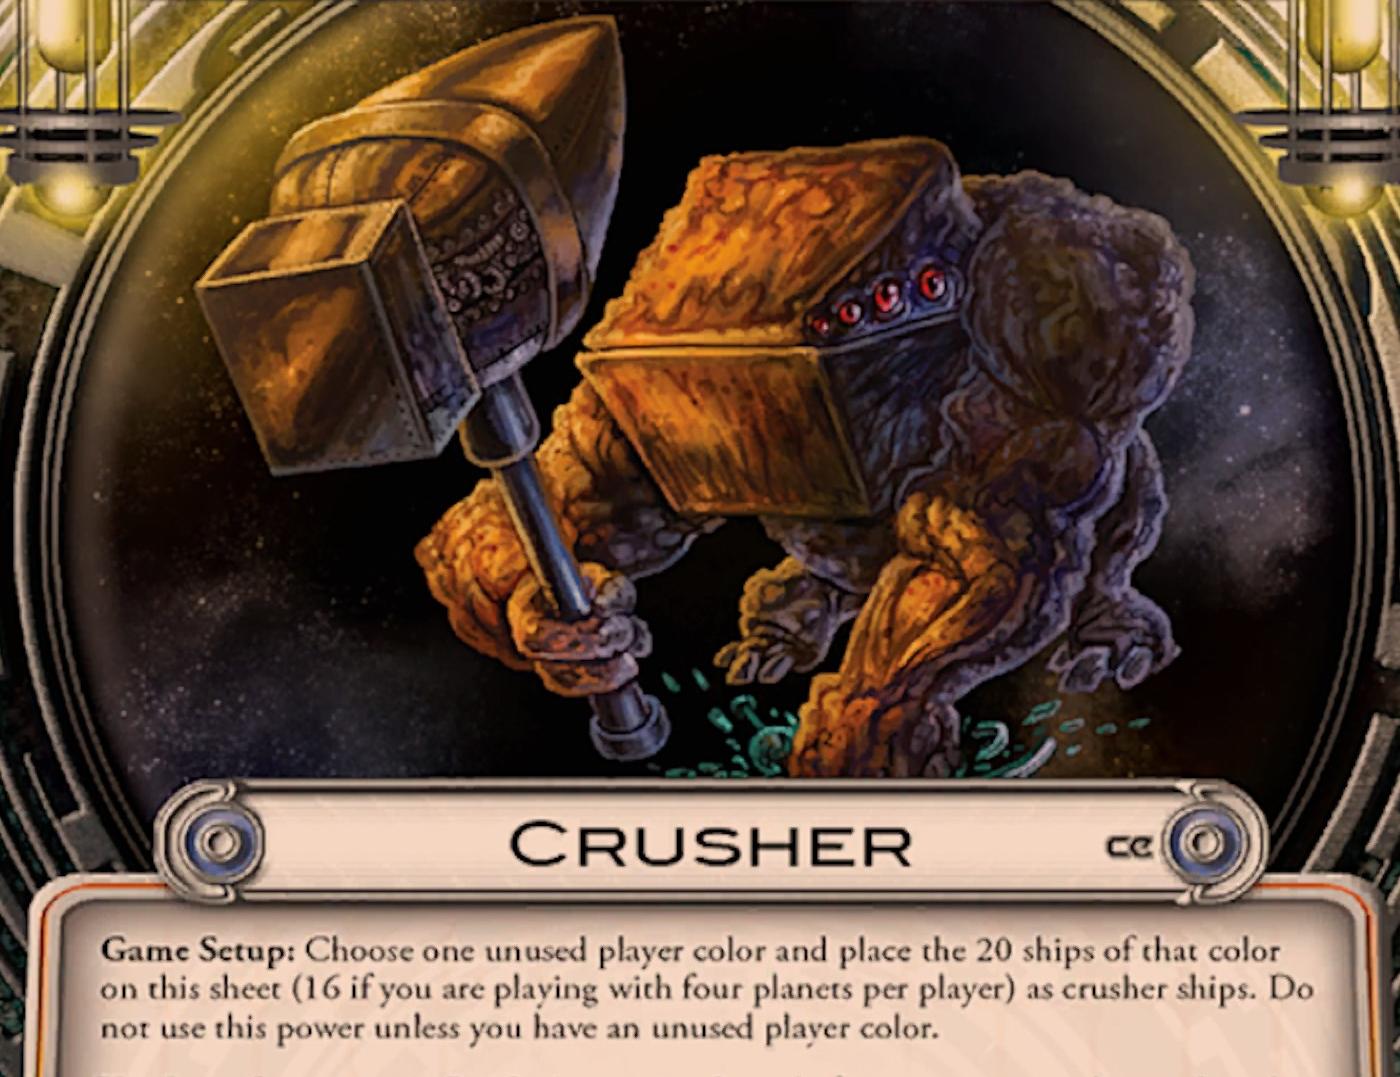 CRUSHER ce
Game Setup: Choose one unused player color and place the 20 ships of that color
on this sheet (16 if you are playing with four planets per player) as crusher ships. Do
not use this power unless you have an unused player color.